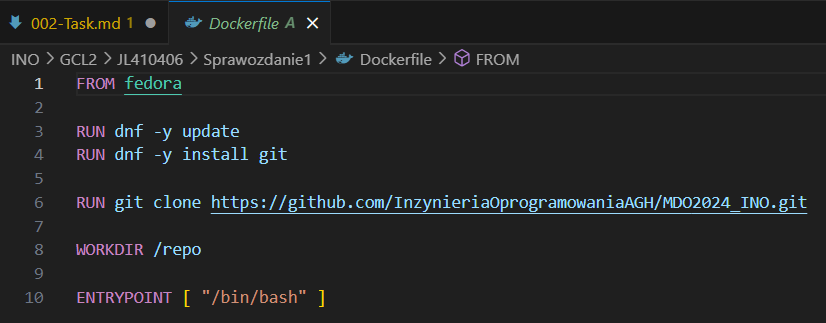 002-Task.md 1 ● Dockerfile A ×
INO > GCL2 > JL410406 > Sprawozdanie1 > Dockerfile > FROM
1 FROM fedora
2
3 RUN dnf -y update
4 RUN dnf -y install git
5
6 RUN git clone https://github.com/InzynieriaOprogramowaniaAGH/MDO2024_INO.git
7
8 WORKDIR /repo
9
10 ENTRYPOINT [ "/bin/bash" ]